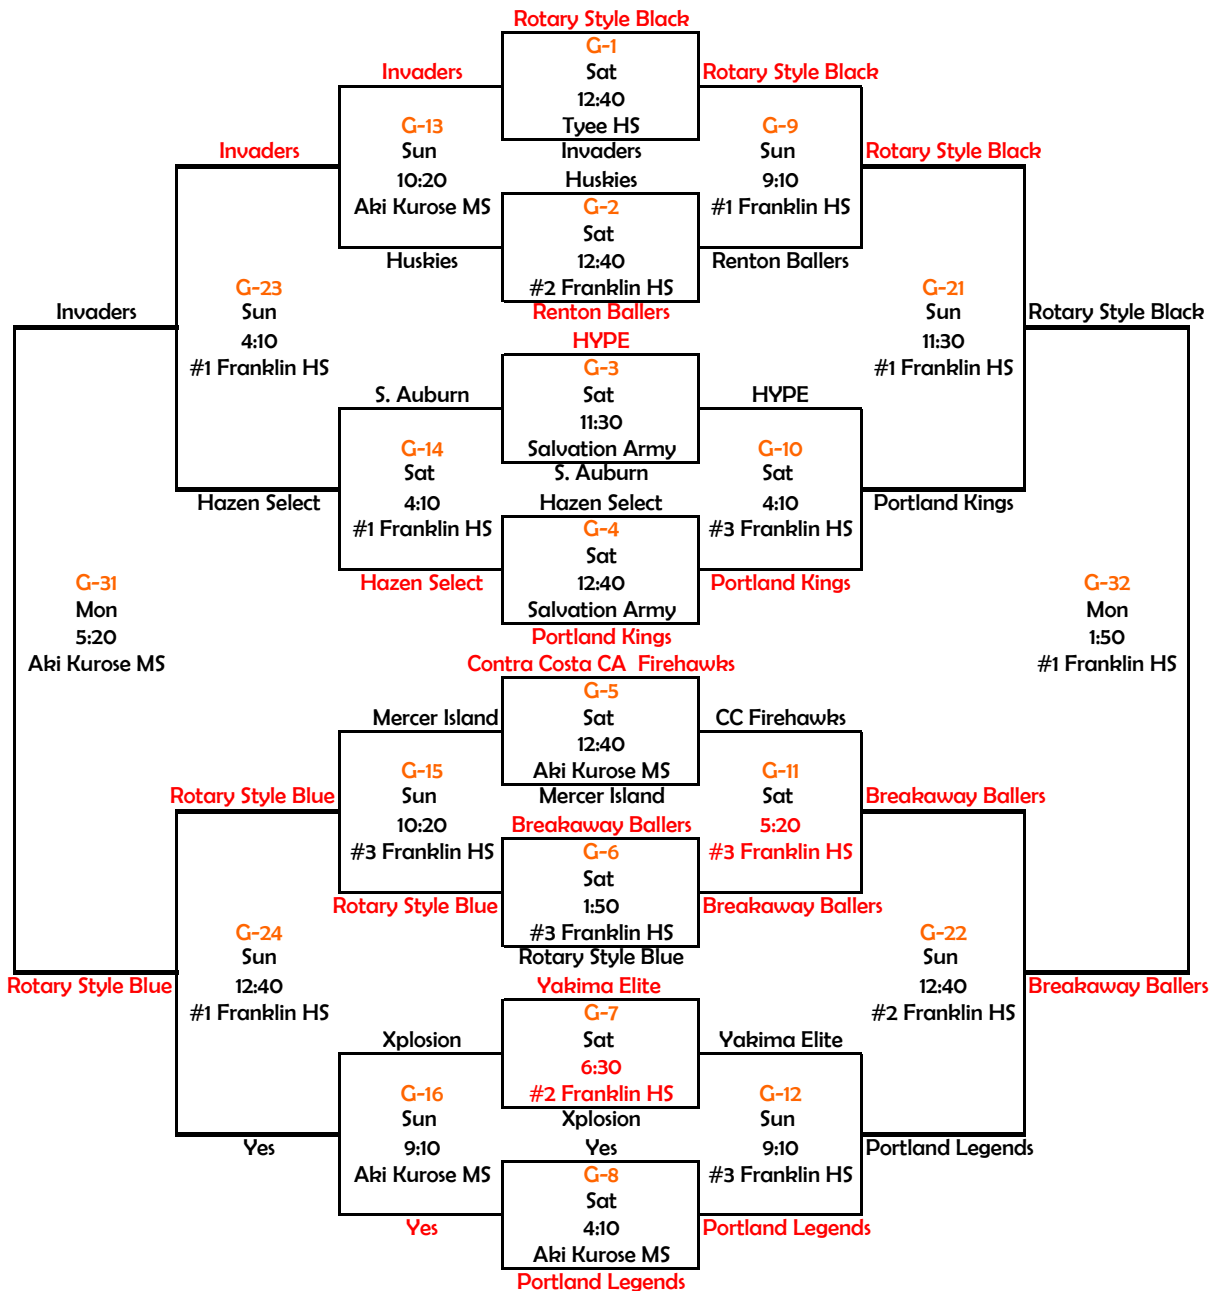 Rotary Style Black
G-1
Invaders
Sat
Rotary Style Black
12:40
G-13
Tyee HS
G-9
Invaders
Sun
Invaders
Sun
Rotary Style Black
10:20
Huskies
9:10
Aki Kurose MS
G-2
#1 Franklin HS
Sat
Huskies
12:40
Renton Ballers
G-23
#2 Franklin HS
G-21
Invaders
Sun
Renton Ballers
Sun
Rotary Style Black
4:10
HYPE
11:30
#1 Franklin HS
G-3
#1 Franklin HS
S. Auburn
Sat
HYPE
11:30
G-14
Salvation Army
G-10
Sat
S. Auburn
Sat
Hazen Select
4:10
Hazen Select
4:10
Portland Kings
#1 Franklin HS
G-4
#3 Franklin HS
Sat
G-31
Hazen Select
12:40
Portland Kings
G-32
Mon
Salvation Army
Mon
5:20
Portland Kings
1:50
Aki Kurose MS
Contra Costa CA  Firehawks
#1 Franklin HS
G-5
Mercer Island
Sat
CC Firehawks
12:40
G-15
Aki Kurose MS
G-11
Rotary Style Blue
Sun
Mercer Island
Sat
Breakaway Ballers
10:20
Breakaway Ballers
5:20
#3 Franklin HS
G-6
#3 Franklin HS
Sat
Rotary Style Blue
1:50
Breakaway Ballers
G-24
#3 Franklin HS
G-22
Sun
Rotary Style Blue
Sun
Rotary Style Blue
12:40
Yakima Elite
12:40
Breakaway Ballers
#1 Franklin HS
G-7
#2 Franklin HS
Xplosion
Sat
Yakima Elite
6:30
G-16
#2 Franklin HS
G-12
Sun
Xplosion
Sun
Yes
9:10
Yes
9:10
Portland Legends
Aki Kurose MS
G-8
#3 Franklin HS
Sat
Yes
4:10
Portland Legends
Aki Kurose MS
Portland Legends